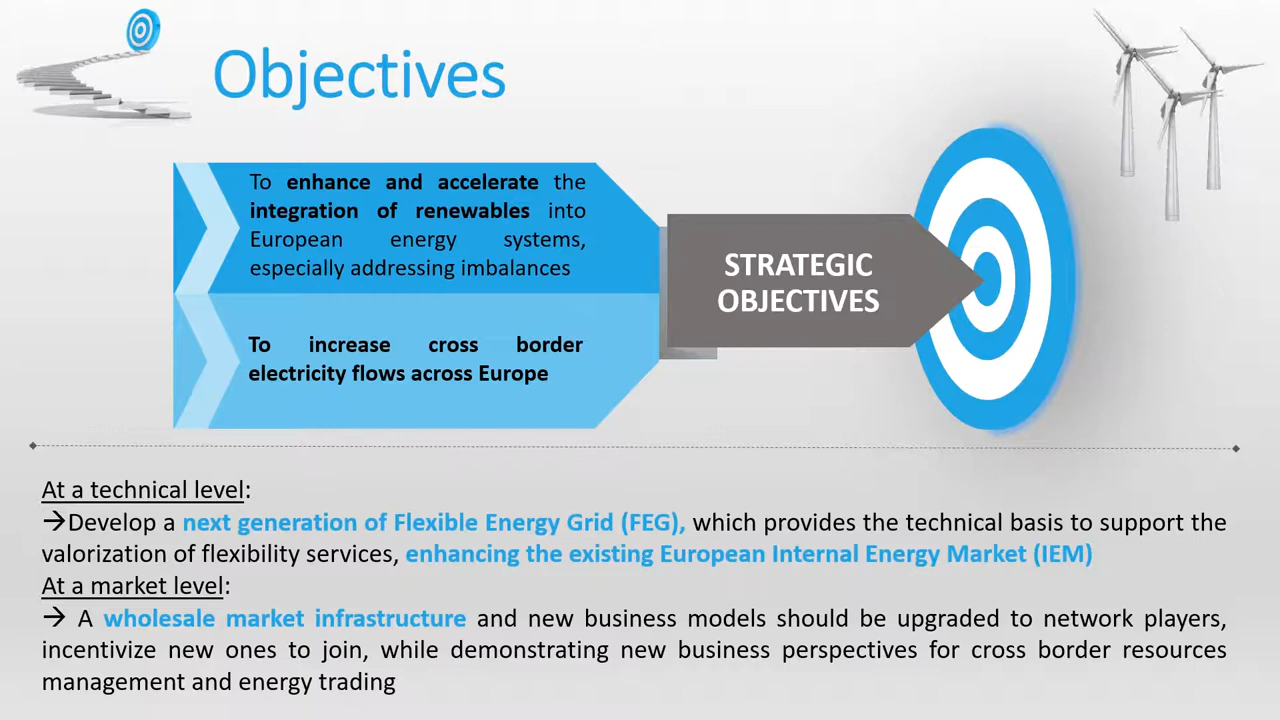 Objectives
To enhance and accelerate the
integration of renewables into
European energy systems,
especially addressing imbalances
STRATEGIC
OBJECTIVES
To increase cross border
electricity flows across Europe
At a technical level:
→Develop a next generation of Flexible Energy Grid (FEG), which provides the technical basis to support the
valorization of flexibility services, enhancing the existing European Internal Energy Market (IEM)
At a market level:
→ A wholesale market infrastructure and new business models should be upgraded to network players,
incentivize new ones to join, while demonstrating new business perspectives for cross border resources
management and energy trading